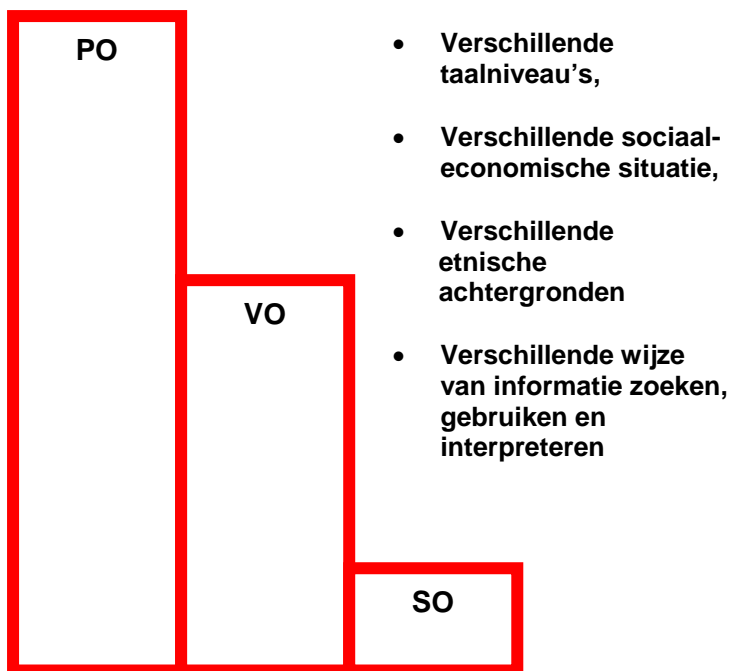 PO
• Verschillende
taalniveau's,
• Verschillende sociaal-
economische situatie,
• Verschillende
etnische
achtergronden
VO
• Verschillende wijze
van informatie zoeken,
gebruiken en
interpreteren
SO